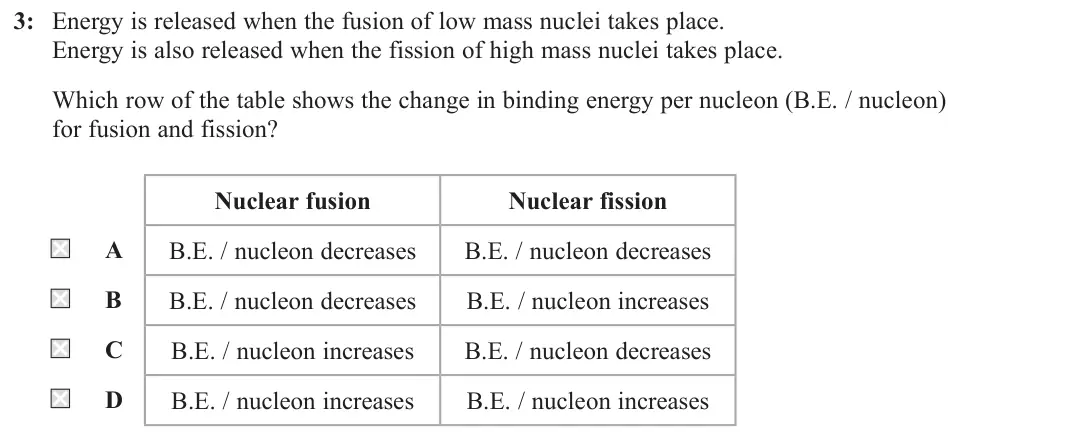 3: Energy is released when the fusion of low mass nuclei takes place.
Energy is also released when the fission of high mass nuclei takes place.
Which row of the table shows the change in binding energy per nucleon (B.E. / nucleon)
for fusion and fission?
Nuclear fusion Nuclear fission
A B.E. / nucleon decreases B.E. / nucleon decreases
B B.E. / nucleon decreases B.E. / nucleon increases
C B.E. / nucleon increases B.E. / nucleon decreases
D B.E. / nucleon increases B.E. / nucleon increases